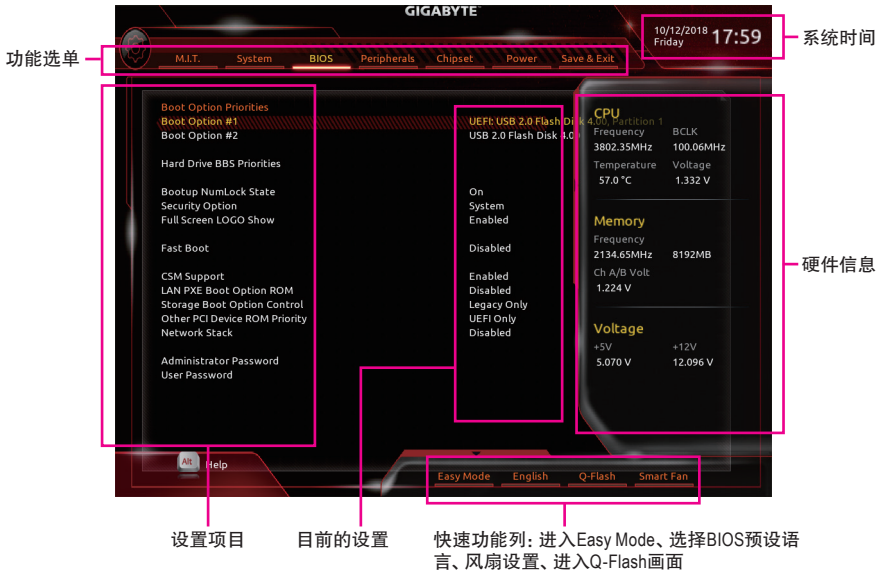 GIGABYTE
10/12/2018
Friday
17:59
系统时间
功能选单
M.I.T. System BIOS Peripherals Chipset Power Save & Exit
Boot Option Priorities
Boot Option #1 UEFI: USB 2.0 Flash Disk 4.00, Partition 1
Boot Option #2 USB 2.0 Flash Disk 4.00
Hard Drive BBS Priorities
Bootup NumLock State On
Security Option System
Full Screen LOGO Show Enabled
Fast Boot Disabled
CSM Support Enabled
LAN PXE Boot Option ROM Disabled
Storage Boot Option Control Legacy Only
Other PCI Device ROM Priority UEFI Only
Network Stack Disabled
Administrator Password
User Password
CPU
Frequency BCLK
3802.35MHz 100.06MHz
Temperature Voltage
57.0 °C 1.332 V
Memory
Frequency
2134.65MHz 8192MB
Ch A/B Volt
1.224 V
Voltage
+5V +12V
5.070 V 12.096 V
硬件信息
Alt Help
Easy Mode English Q-Flash Smart Fan
设置项目
目前的设置
快速功能列: 进入Easy Mode、选择BIOS预设语
言、风扇设置、进入Q-Flash画面